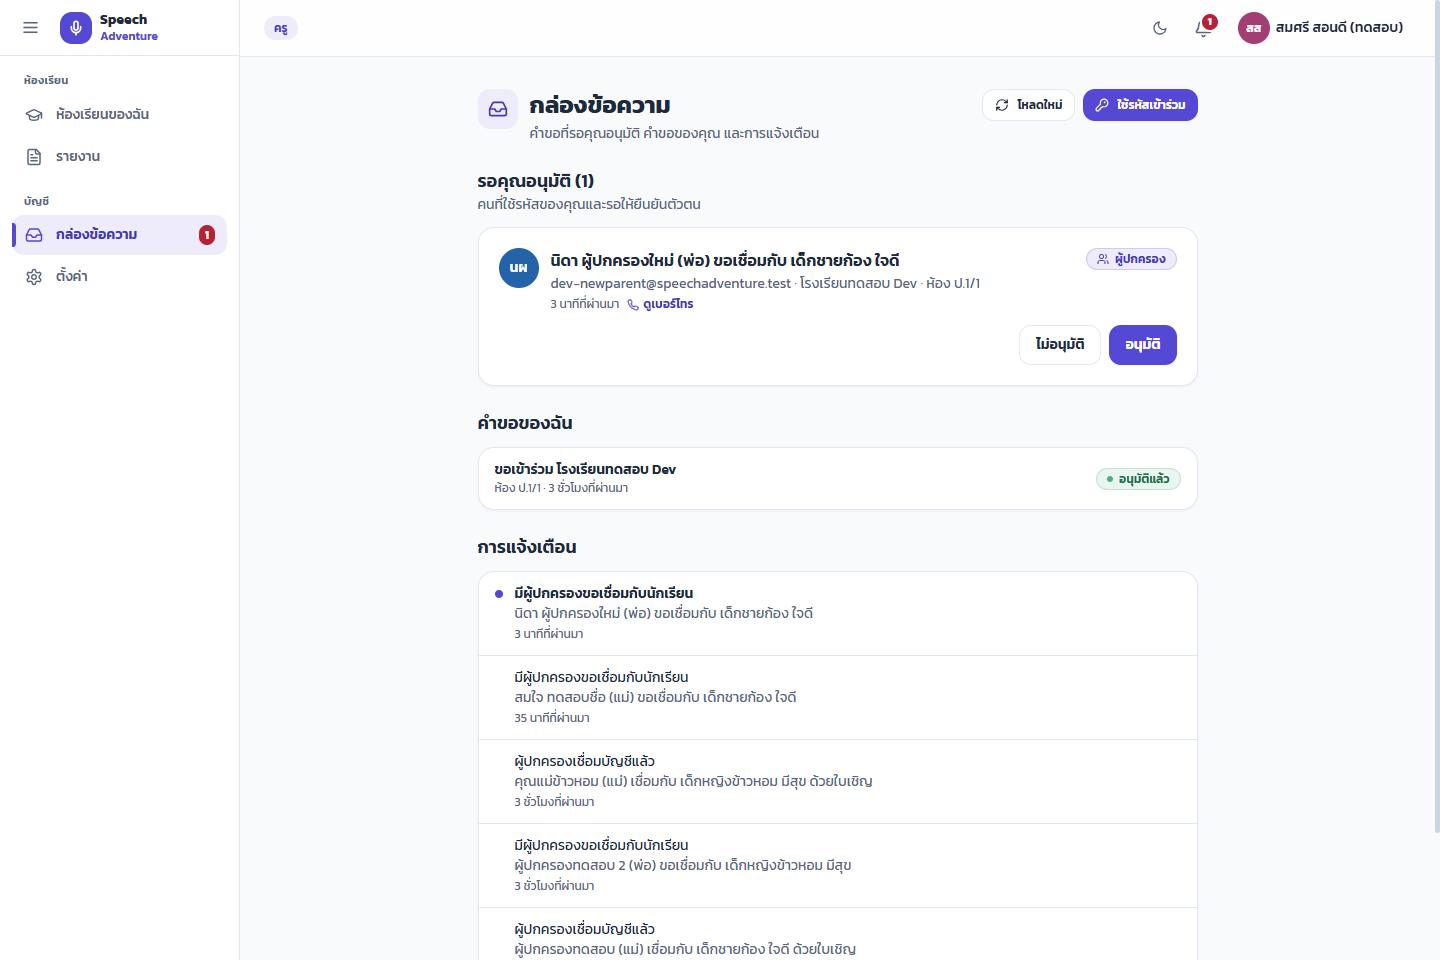 Speech
Adventure
ห้องเรียน
ห้องเรียนของฉัน
รายงาน
บัญชี
กล่องข้อความ
1
ตั้งค่า
ครู
1
สส
สมศรี สอนดี (ทดสอบ)
กล่องข้อความ
คำขอที่รอคุณอนุมัติ คำขอของคุณ และการแจ้งเตือน
โหลดใหม่
ใช้รหัสเข้าร่วม
รอคุณอนุมัติ (1)
คนที่ใช้รหัสของคุณและรอให้ยืนยันตัวตน
นผ
นิดา ผู้ปกครองใหม่ (พ่อ) ขอเชื่อมกับ เด็กชายก้อง ใจดี
ผู้ปกครอง
dev-newparent@speechadventure.test · โรงเรียนทดสอบ Dev · ห้อง ป.1/1
3 นาทีที่ผ่านมา
ดูเบอร์โทร
ไม่อนุมัติ
อนุมัติ
คำขอของฉัน
ขอเข้าร่วม โรงเรียนทดสอบ Dev
ห้อง ป.1/1 · 3 ชั่วโมงที่ผ่านมา
อนุมัติแล้ว
การแจ้งเตือน
มีผู้ปกครองขอเชื่อมกับนักเรียน
นิดา ผู้ปกครองใหม่ (พ่อ) ขอเชื่อมกับ เด็กชายก้อง ใจดี
3 นาทีที่ผ่านมา
มีผู้ปกครองขอเชื่อมกับนักเรียน
สมใจ ทดสอบชื่อ (แม่) ขอเชื่อมกับ เด็กชายก้อง ใจดี
35 นาทีที่ผ่านมา
ผู้ปกครองเชื่อมบัญชีแล้ว
คุณแม่ข้าวหอม (แม่) เชื่อมกับ เด็กหญิงข้าวหอม มีสุข ด้วยใบเชิญ
3 ชั่วโมงที่ผ่านมา
มีผู้ปกครองขอเชื่อมกับนักเรียน
ผู้ปกครองทดสอบ 2 (พ่อ) ขอเชื่อมกับ เด็กหญิงข้าวหอม มีสุข
3 ชั่วโมงที่ผ่านมา
ผู้ปกครองเชื่อมบัญชีแล้ว
ผู้ปกครองทดสอบ (แม่) เชื่อมกับ เด็กชายก้อง ใจดี ด้วยใบเชิญ